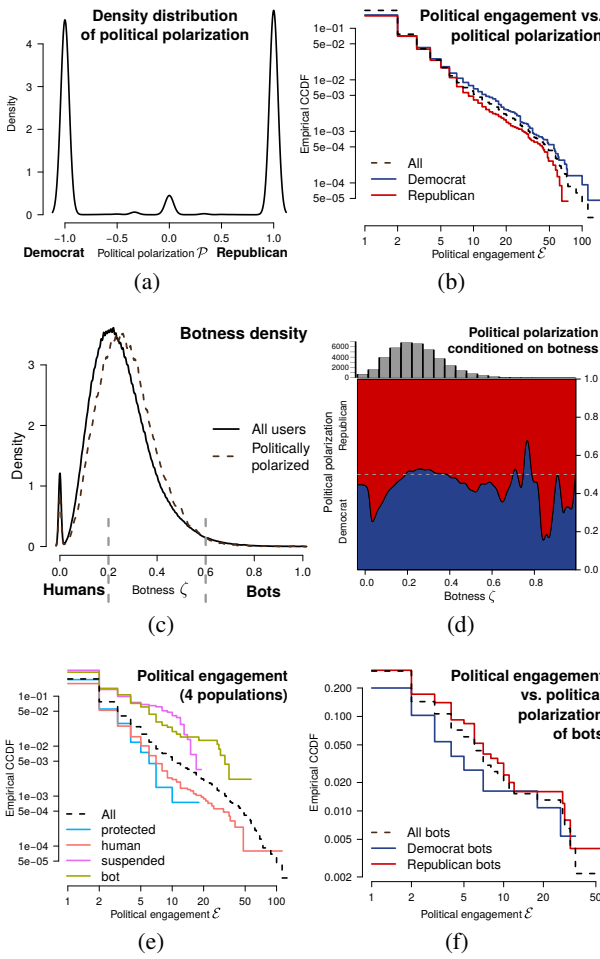 Density distribution
of political polarization
Density
0
1
2
3
4
−1.0
−0.5
0.0
0.5
1.0
Democrat Political polarization 𝒫 Republican
(a)
Political engagement vs.
political polarization
Empirical CCDF
1e−01
5e−02
1e−02
5e−03
1e−03
5e−04
1e−04
5e−05
All
Democrat
Republican
1
2
5
10
20
50
100
Political engagement ℰ
(b)
Botness density
Density
0
1
2
3
All users
Politically
polarized
0.0
0.2
0.4
0.6
0.8
1.0
Humans Botness ζ Bots
(c)
Political polarization
conditioned on botness
6000
4000
2000
0
Political polarization
Democrat Republican
1.0
0.8
0.6
0.4
0.2
0.0
0.0
0.2
0.4
0.6
0.8
Botness ζ
(d)
Political engagement
(4 populations)
Empirical CCDF
1e−01
5e−02
1e−02
5e−03
1e−03
5e−04
1e−04
5e−05
All
protected
human
suspended
bot
1
2
5
10
20
50
100
Political engagement ℰ
(e)
Political engagement
vs. political
polarization
of bots
Empirical CCDF
0.200
0.050
0.020
0.005
0.002
0.010
All bots
Democrat bots
Republican bots
1
2
5
10
20
50
Political engagement ℰ
(f)